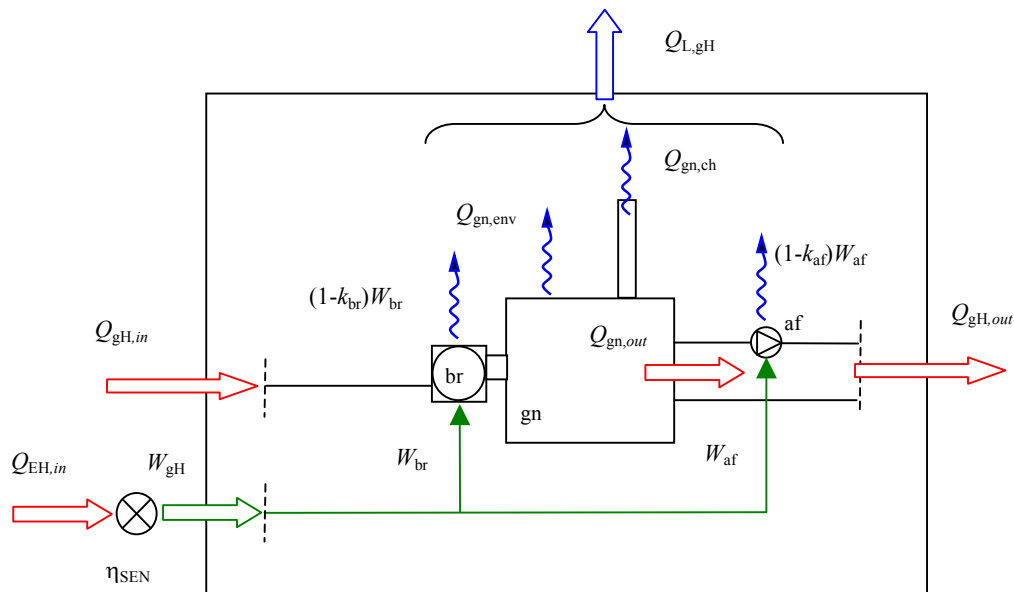 Q_L,gH
Q_gn,ch
Q_gn,env
(1-k_af)W_af
(1-k_br)W_br
Q_gH,in
af
Q_gH,out
Q_gn,out
br
gn
W_br
W_af
Q_EH,in
W_gH
η_SEN